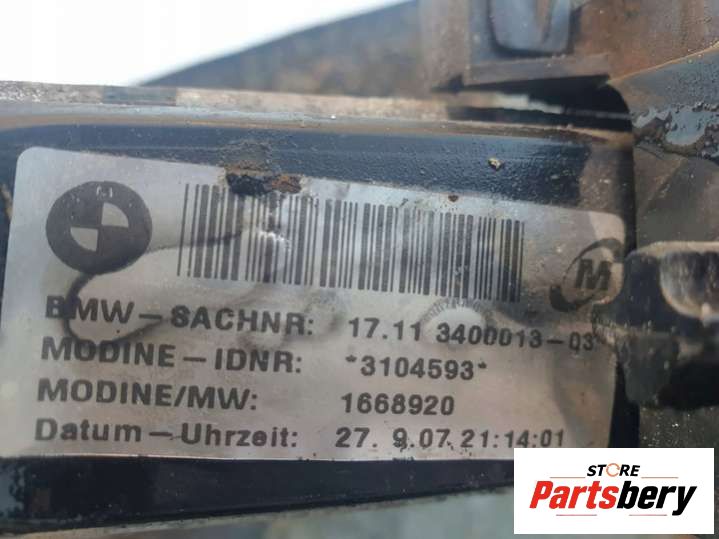 BMW-SACHNR: 17.11 3400013-03
MODINE-IDNR: *3104593*
MODINE/MW: 1668920
Datum-Uhrzeit: 27. 9.07 21:14:01
M
STORE
Partsbery